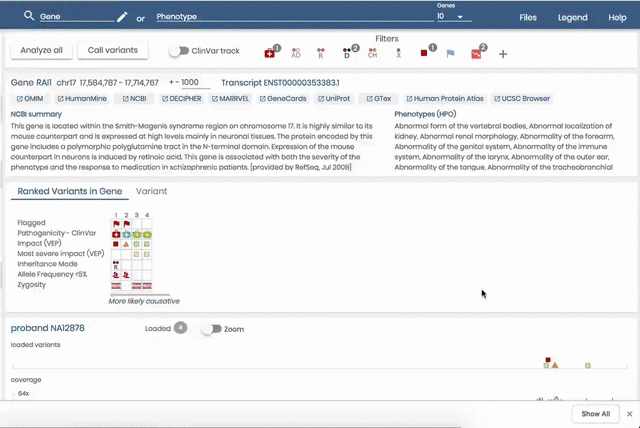 Gene or Phenotype Genes 10 Files Legend Help
Analyze all Call variants ClinVar track Filters
1 AD R 2 D CH X 1 2
Gene RAI1 chr17 17,584,787 - 17,714,767 + - 1000 Transcript ENST00000353383.1
OMIM HumanMine NCBI DECIPHER MARRVEL GeneCards UniProt GTex Human Protein Atlas UCSC Browser
NCBI summary
This gene is located within the Smith-Magenis syndrome region on chromosome 17. It is highly similar to its
mouse counterpart and is expressed at high levels mainly in neuronal tissues. The protein encoded by this
gene includes a polymorphic polyglutamine tract in the N-terminal domain. Expression of the mouse
counterpart in neurons is induced by retinoic acid. This gene is associated with both the severity of the
phenotype and the response to medication in schizophrenic patients. [provided by RefSeq, Jul 2008]
Phenotypes (HPO)
Abnormal form of the vertebral bodies, Abnormal localization of
kidney, Abnormal renal morphology, Abnormality of the forearm,
Abnormality of the genital system, Abnormality of the immune
system, Abnormality of the larynx, Abnormality of the outer ear,
Abnormality of the tongue, Abnormality of the tracheobronchial
Ranked Variants in Gene Variant
1 2 3 4
Flagged
Pathogenicity - ClinVar
Impact (VEP)
Most severe impact (VEP)
Inheritance Mode R
Allele Frequency <5%
Zygosity
More likely causative
proband NA12878 Loaded 4 Zoom
loaded variants
coverage
64x
Show All